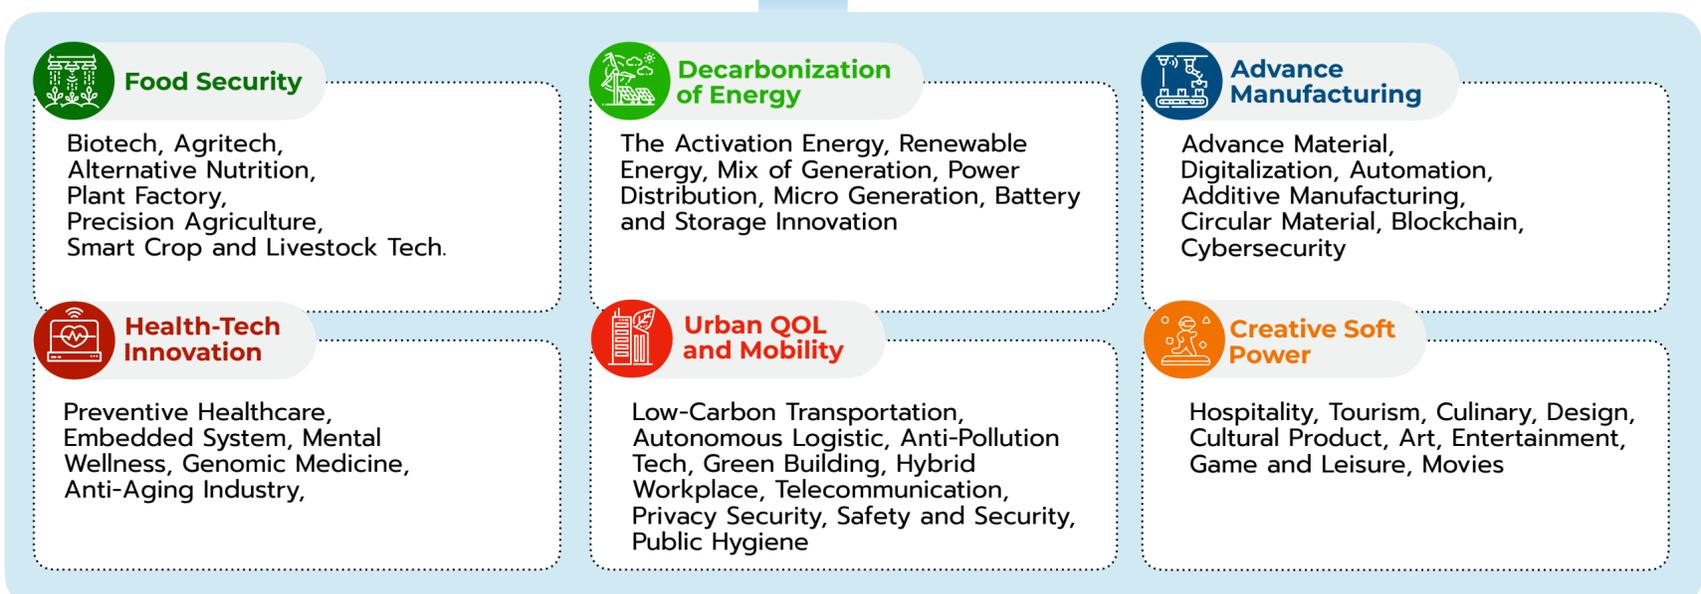 Food Security
Biotech, Agritech,
Alternative Nutrition,
Plant Factory,
Precision Agriculture,
Smart Crop and Livestock Tech.
Decarbonization
of Energy
The Activation Energy, Renewable
Energy, Mix of Generation, Power
Distribution, Micro Generation, Battery
and Storage Innovation
Advance
Manufacturing
Advance Material,
Digitalization, Automation,
Additive Manufacturing,
Circular Material, Blockchain,
Cybersecurity
Health-Tech
Innovation
Preventive Healthcare,
Embedded System, Mental
Wellness, Genomic Medicine,
Anti-Aging Industry,
Urban QOL
and Mobility
Low-Carbon Transportation,
Autonomous Logistic, Anti-Pollution
Tech, Green Building, Hybrid
Workplace, Telecommunication,
Privacy Security, Safety and Security,
Public Hygiene
Creative Soft
Power
Hospitality, Tourism, Culinary, Design,
Cultural Product, Art, Entertainment,
Game and Leisure, Movies